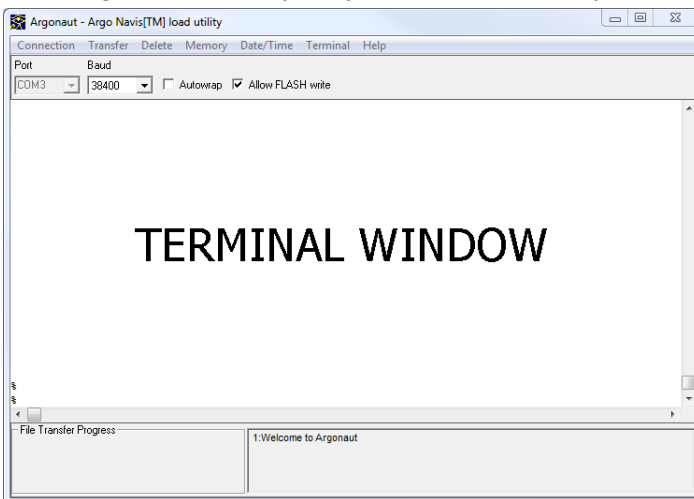 Argonaut - Argo Navis[TM] load utility
Connection Transfer Delete Memory Date/Time Terminal Help
Port Baud
COM3 38400 Autowrap Allow FLASH write
TERMINAL WINDOW
%
%
File Transfer Progress
1:Welcome to Argonaut